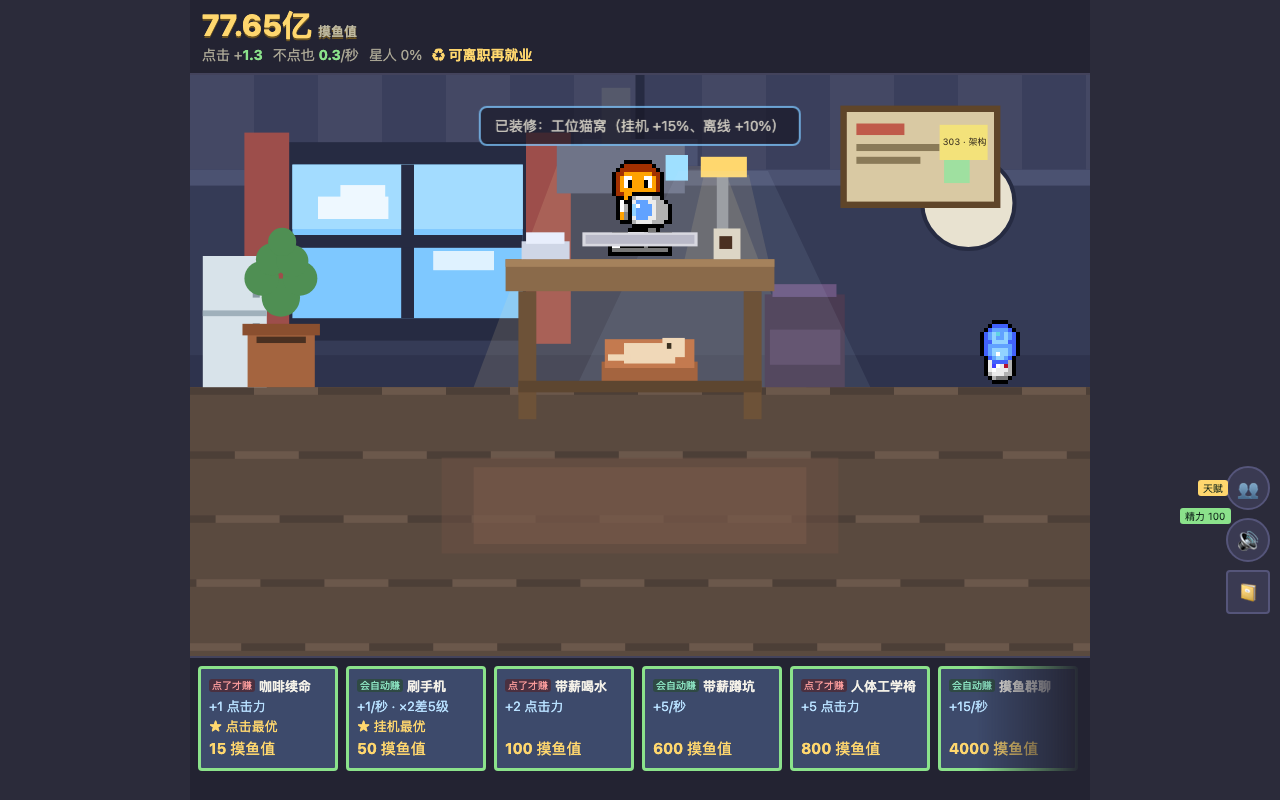 77.65亿 摸鱼值
点击 +1.3 不点也 0.3/秒 星人 0% ♻ 可离职再就业
已装修：工位猫窝（挂机 +15%、离线 +10%）
303 · 架构
天赋
精力 100
点了才赚 咖啡续命
+1 点击力
⭐ 点击最优
15 摸鱼值
会自动赚 刷手机
+1/秒 · ×2差5级
⭐ 挂机最优
50 摸鱼值
点了才赚 带薪喝水
+2 点击力
100 摸鱼值
会自动赚 带薪蹲坑
+5/秒
600 摸鱼值
点了才赚 人体工学椅
+5 点击力
800 摸鱼值
会自动赚 摸鱼群聊
+15/秒
4000 摸鱼值